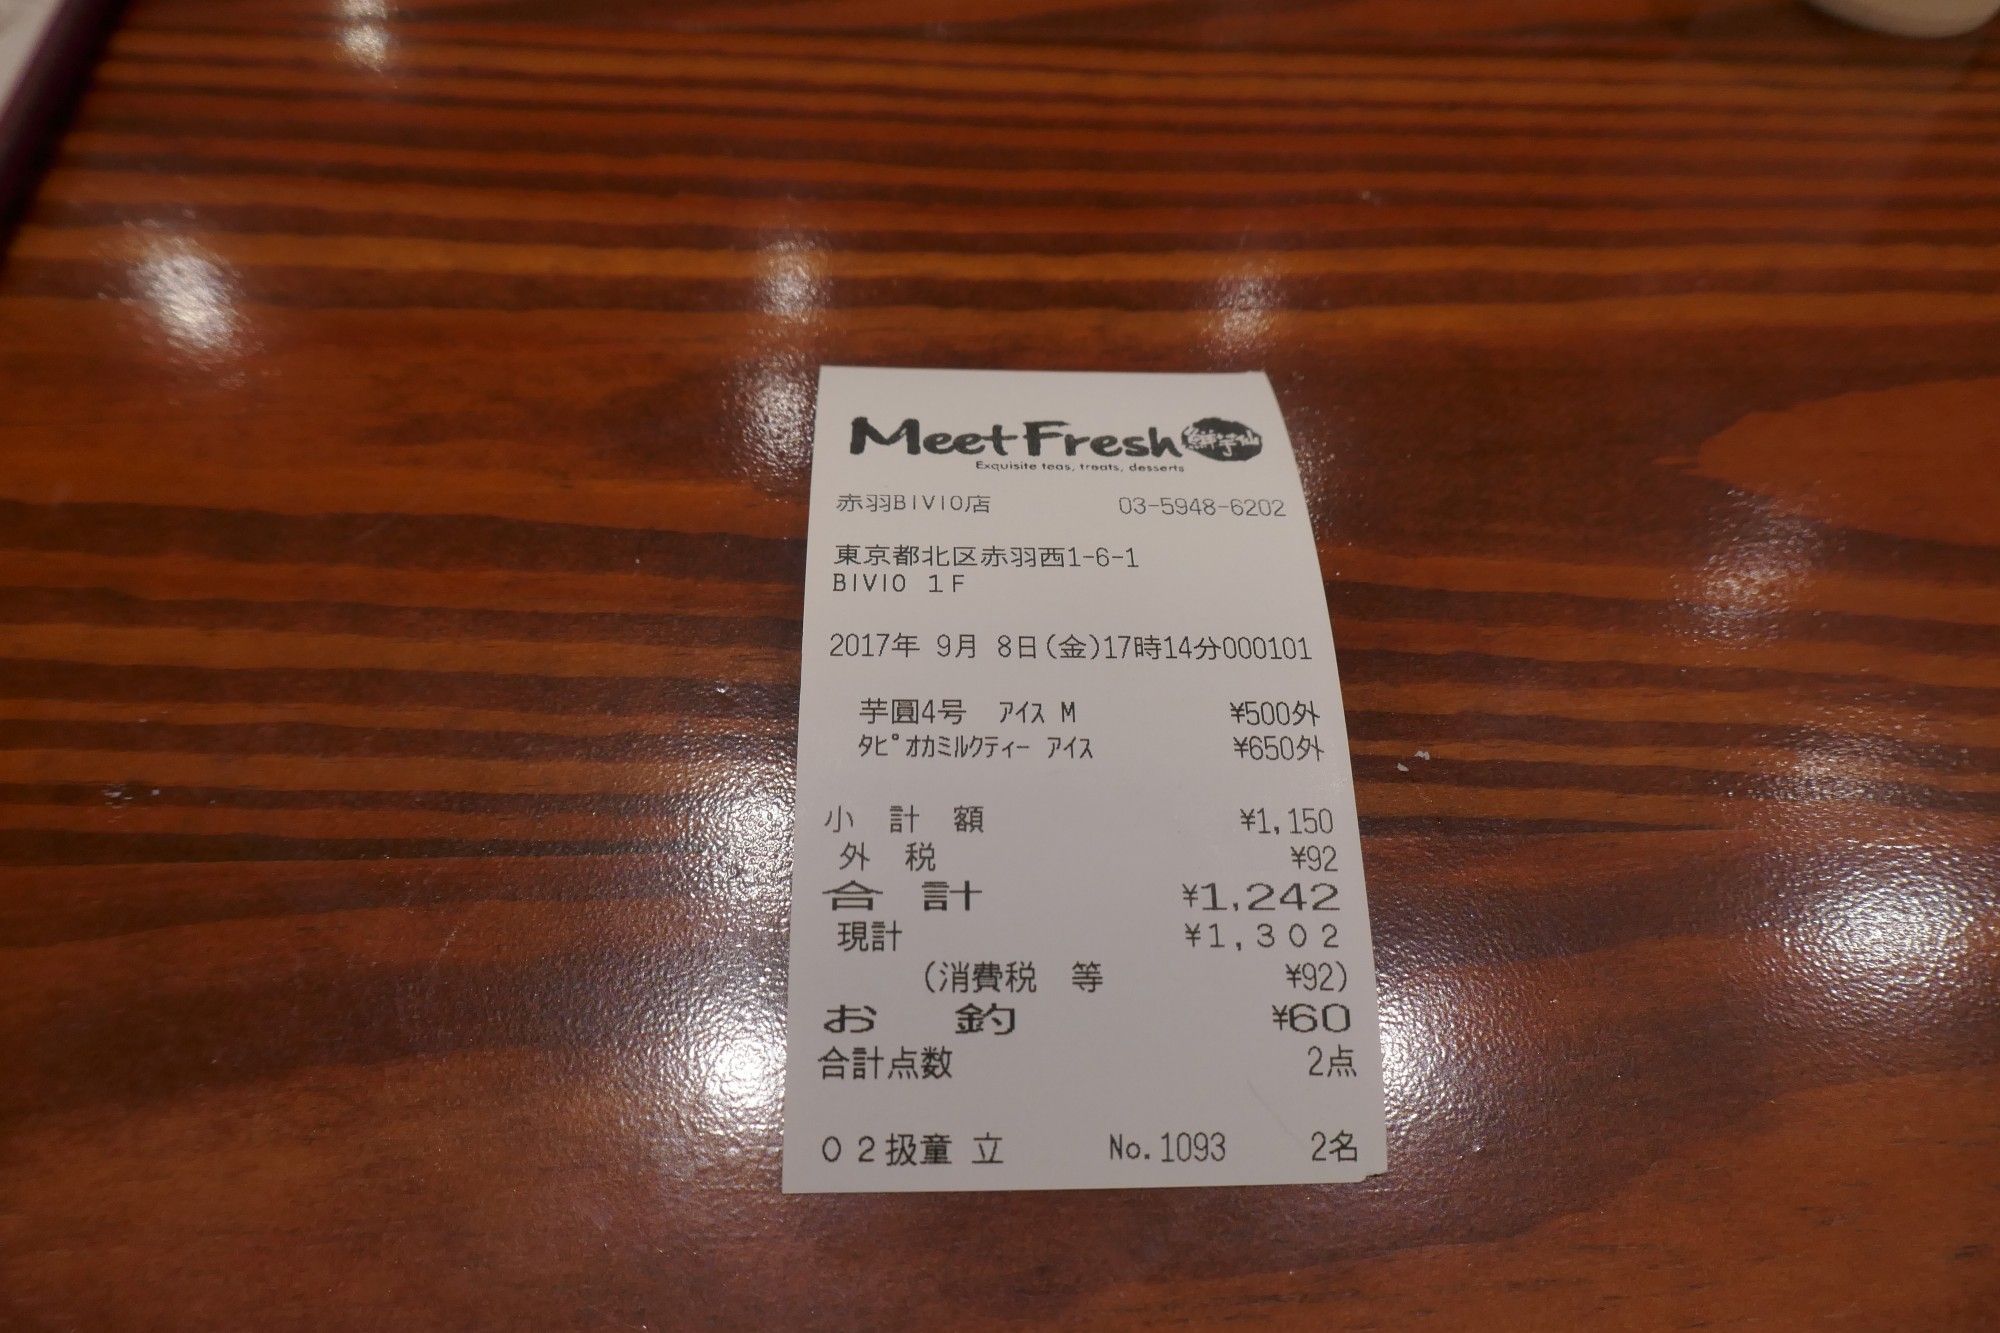 Meet Fresh 鮮芋仙
Exquisite teas, treats, desserts
赤羽BIVIO店 03-5948-6202
東京都北区赤羽西1-6-1
BIVIO 1F
2017年 9月 8日(金)17時14分000101
芋圓4号 アイス M ¥500外
タピオカミルクティー アイス ¥650外
小 計 額 ¥1,150
外 税 ¥92
合 計 ¥1,242
現計 ¥1,302
(消費税 等 ¥92)
お 釣 ¥60
合計点数 2点
02扱童 立 No.1093 2名